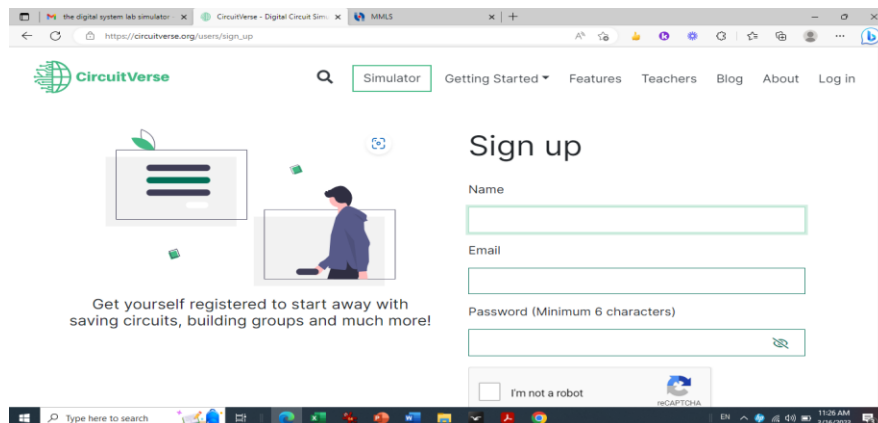 the digital system lab simulator -
CircuitVerse - Digital Circuit Simu
MMLS
https://circuitverse.org/users/sign_up
CircuitVerse
Simulator
Getting Started
Features
Teachers
Blog
About
Log in
Sign up
Name
Email
Get yourself registered to start away with
saving circuits, building groups and much more!
Password (Minimum 6 characters)
I'm not a robot
reCAPTCHA
Type here to search
EN
11:26 AM